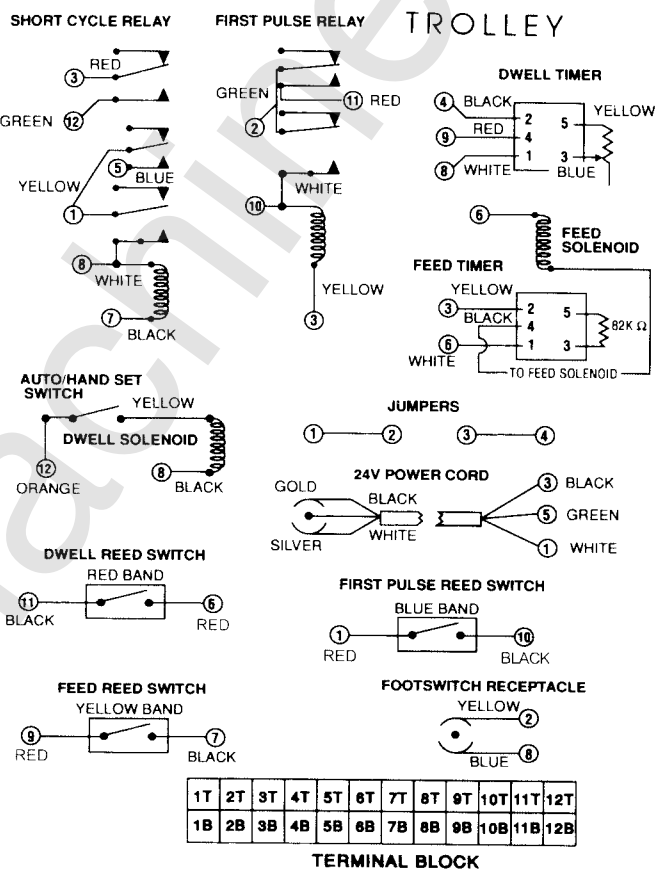 SHORT CYCLE RELAY
FIRST PULSE RELAY
TROLLEY
RED
3
GREEN 12
5
BLUE
YELLOW
1
8
WHITE
7
BLACK
GREEN
11 RED
2
WHITE
10
YELLOW
3
DWELL TIMER
4 BLACK
2 5
YELLOW
9 RED
4
8 WHITE
1 3
BLUE
6
FEED SOLENOID
FEED TIMER
YELLOW
3
2 5
BLACK
4
82K Ω
6
1 3
WHITE
TO FEED SOLENOID
AUTO/HAND SET
SWITCH
YELLOW
DWELL SOLENOID
12
ORANGE
8
BLACK
JUMPERS
1 2 3 4
24V POWER CORD
GOLD
BLACK
WHITE
SILVER
3 BLACK
5 GREEN
1 WHITE
DWELL REED SWITCH
RED BAND
11
BLACK
6
RED
FIRST PULSE REED SWITCH
BLUE BAND
1
RED
10
BLACK
FEED REED SWITCH
YELLOW BAND
9
RED
7
BLACK
FOOTSWITCH RECEPTACLE
YELLOW
2
BLUE
8
1T 2T 3T 4T 5T 6T 7T 8T 9T 10T 11T 12T
1B 2B 3B 4B 5B 6B 7B 8B 9B 10B 11B 12B
TERMINAL BLOCK